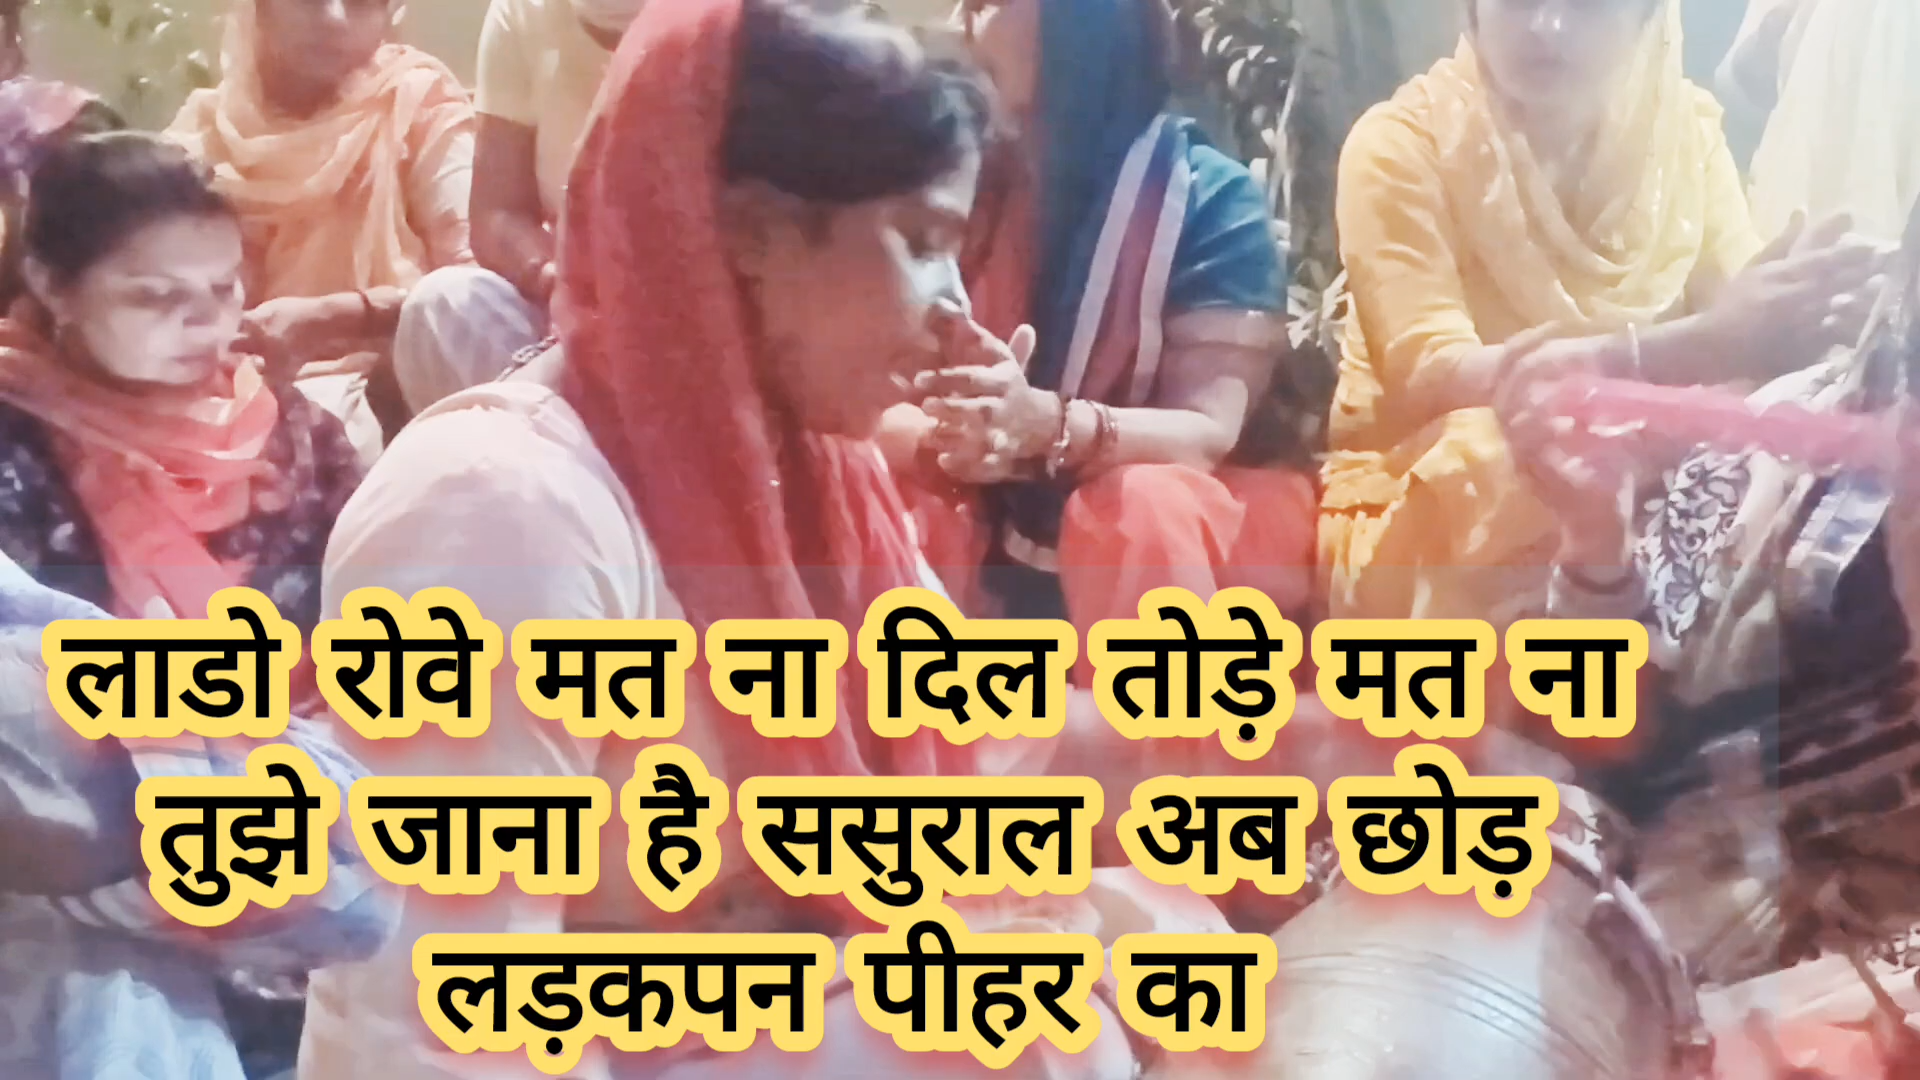 लाडो रोवे मत ना दिल तोड़े मत ना
तुझे जाना है ससुराल अब छोड़
लड़कपन पीहर का